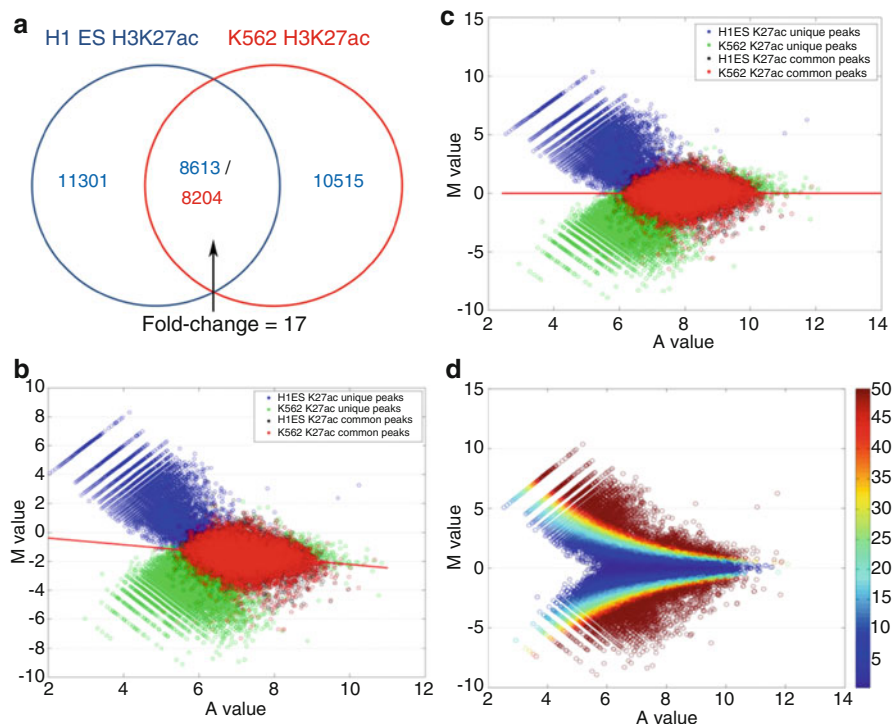 a
H1 ES H3K27ac
K562 H3K27ac
11301
8613 /
8204
10515
Fold-change = 17
b
10
8
6
4
2
0
-2
-4
-6
-8
-10
2
4
6
8
10
12
M value
A value
H1ES K27ac unique peaks
K562 K27ac unique peaks
H1ES K27ac common peaks
K562 K27ac common peaks
c
15
10
5
0
-5
-10
2
4
6
8
10
12
14
M value
A value
H1ES K27ac unique peaks
K562 K27ac unique peaks
H1ES K27ac common peaks
K562 K27ac common peaks
d
15
10
5
0
-5
-10
2
4
6
8
10
12
14
M value
A value
50
45
40
35
30
25
20
15
10
5